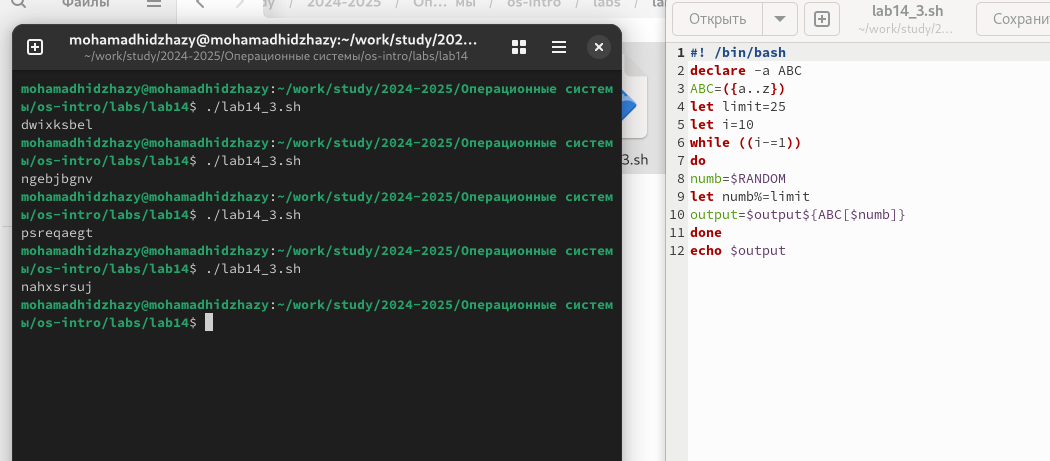 Файлы
2024-2025 / Оп… мы / os-intro / labs /
mohamadhidzhazy@mohamadhidzhazy:~/work/study/202...
~/work/study/2024-2025/Операционные системы/os-intro/labs/lab14
mohamadhidzhazy@mohamadhidzhazy:~/work/study/2024-2025/Операционные систем
ы/os-intro/labs/lab14$ ./lab14_3.sh
dwixksbel
mohamadhidzhazy@mohamadhidzhazy:~/work/study/2024-2025/Операционные систем
ы/os-intro/labs/lab14$ ./lab14_3.sh
ngebjbgnv
mohamadhidzhazy@mohamadhidzhazy:~/work/study/2024-2025/Операционные систем
ы/os-intro/labs/lab14$ ./lab14_3.sh
psreqaegt
mohamadhidzhazy@mohamadhidzhazy:~/work/study/2024-2025/Операционные систем
ы/os-intro/labs/lab14$ ./lab14_3.sh
nahxsrsuj
mohamadhidzhazy@mohamadhidzhazy:~/work/study/2024-2025/Операционные систем
ы/os-intro/labs/lab14$
3.sh
Открыть
lab14_3.sh
~/work/study/2…
Сохрани
1 #! /bin/bash
2 declare -a ABC
3 ABC=({a..z})
4 let limit=25
5 let i=10
6 while ((i-=1))
7 do
8 numb=$RANDOM
9 let numb%=limit
10 output=$output${ABC[$numb]}
11 done
12 echo $output